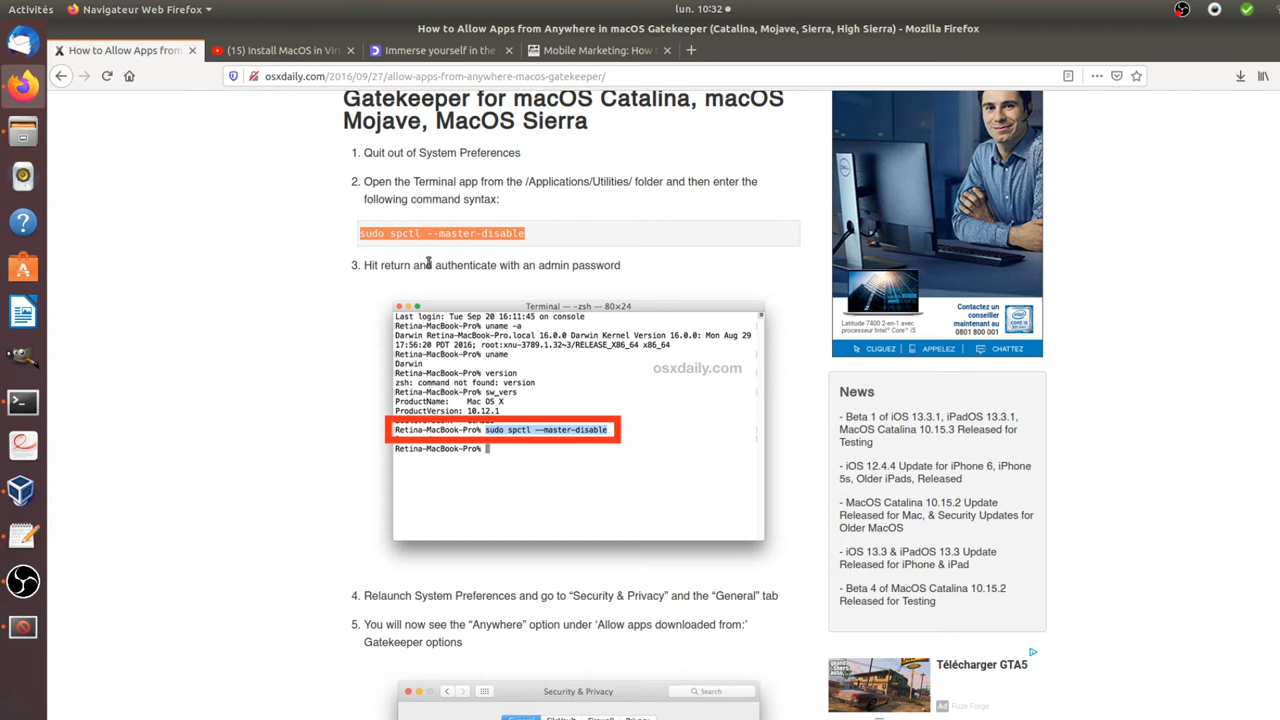 Activités
Navigateur Web Firefox
lun. 10:32
How to Allow Apps from Anywhere in macOS Gatekeeper (Catalina, Mojave, Sierra, High Sierra) - Mozilla Firefox
How to Allow Apps from
(15) Install MacOS in Vir
Immerse yourself in the
Mobile Marketing: How
osxdaily.com/2016/09/27/allow-apps-from-anywhere-macos-gatekeeper/
Gatekeeper for macOS Catalina, macOS
Mojave, MacOS Sierra
1. Quit out of System Preferences
2. Open the Terminal app from the /Applications/Utilities/ folder and then enter the
following command syntax:
sudo spctl --master-disable
3. Hit return and authenticate with an admin password
Terminal — -zsh — 80×24
Last login: Tue Sep 20 16:11:45 on console
Retina-MacBook-Pro% uname -a
Darwin Retina-MacBook-Pro.local 16.0.0 Darwin Kernel Version 16.0.0: Mon Aug 29
17:56:20 PDT 2016; root:xnu-3789.1.32~3/RELEASE_X86_64 x86_64
Retina-MacBook-Pro% uname
Darwin
Retina-MacBook-Pro% version
zsh: command not found: version
Retina-MacBook-Pro% sw_vers
ProductName: Mac OS X
ProductVersion: 10.12.1
Retina-MacBook-Pro% sudo spctl --master-disable
Retina-MacBook-Pro%
osxdaily.com
4. Relaunch System Preferences and go to “Security & Privacy” and the “General” tab
5. You will now see the “Anywhere” option under ‘Allow apps downloaded from:’
Gatekeeper options
Security & Privacy
Search
General FileVault Firewall Privacy
DELL
Latitude 7400 2-en-1 avec
processeur Intel® Core™ i5
Contactez un
conseiller
maintenant au
0801 800 001
CLIQUEZ
APPELEZ
CHATTEZ
News
- Beta 1 of iOS 13.3.1, iPadOS 13.3.1,
MacOS Catalina 10.15.3 Released for
Testing
- iOS 12.4.4 Update for iPhone 6, iPhone
5s, Older iPads, Released
- MacOS Catalina 10.15.2 Update
Released for Mac, & Security Updates for
Older MacOS
- iOS 13.3 & iPadOS 13.3 Update
Released for iPhone & iPad
- Beta 4 of MacOS Catalina 10.15.2
Released for Testing
Télécharger GTA5
Ad Fuze Forge